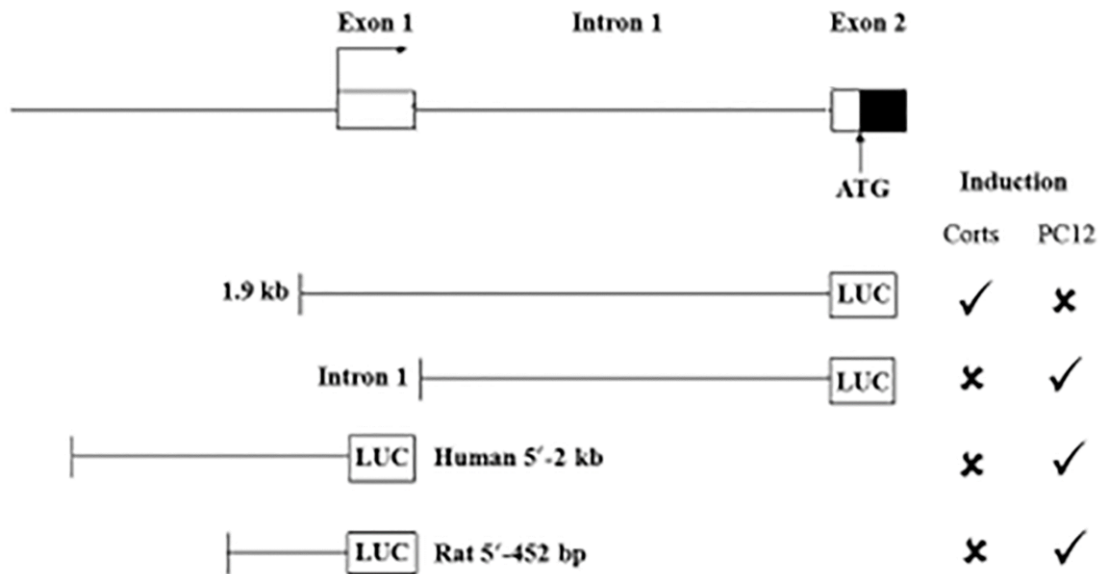 Exon 1 Intron 1 Exon 2
ATG
Induction
Corts PC12
1.9 kb LUC ✓ ✘
Intron 1 LUC ✘ ✓
LUC Human 5′-2 kb ✘ ✓
LUC Rat 5′-452 bp ✘ ✓